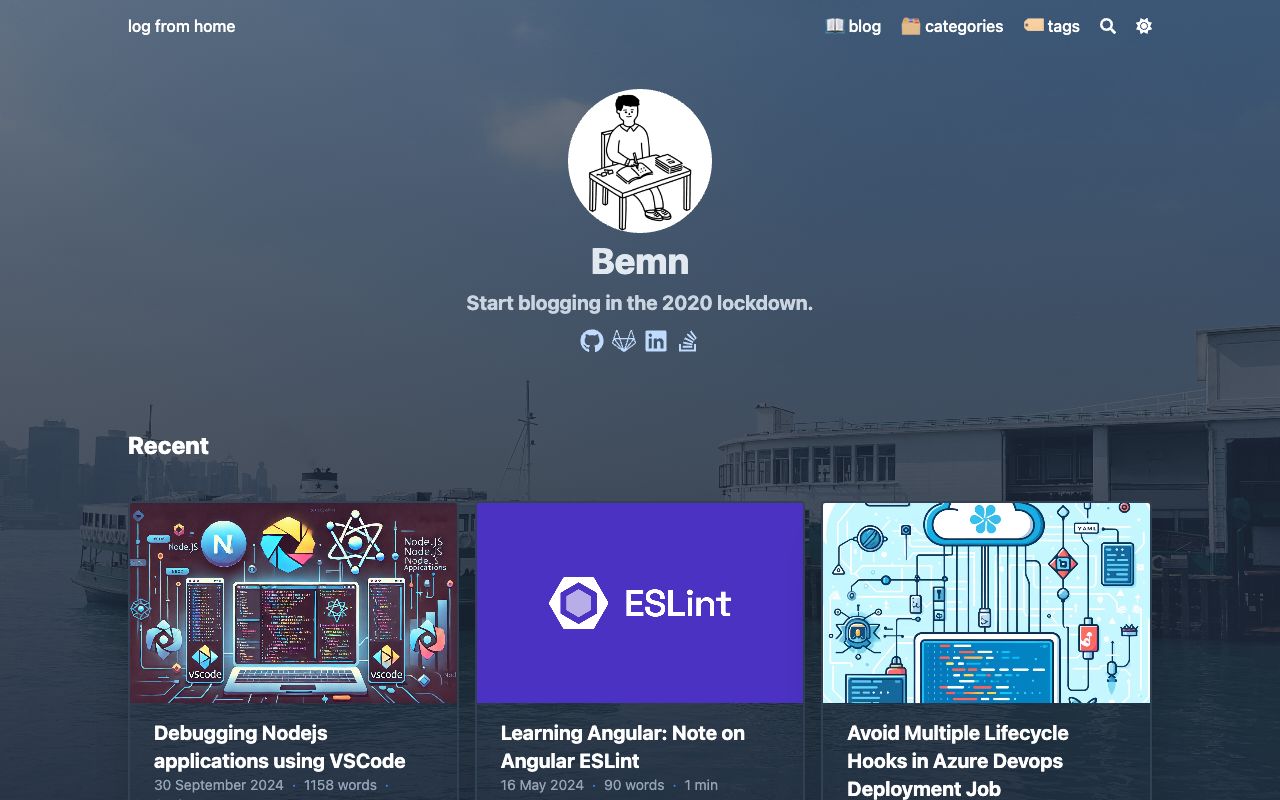 log from home
blog
categories
tags
Bemn
Start blogging in the 2020 lockdown.
Recent
Node.JS
N
Node.JS
Node.JS
Node.JS
vscode
vscode
ESLint
YAML
Debugging Nodejs
applications using VSCode
30 September 2024 · 1158 words ·
Learning Angular: Note on
Angular ESLint
16 May 2024 · 90 words · 1 min
Avoid Multiple Lifecycle
Hooks in Azure Devops
Deployment Job